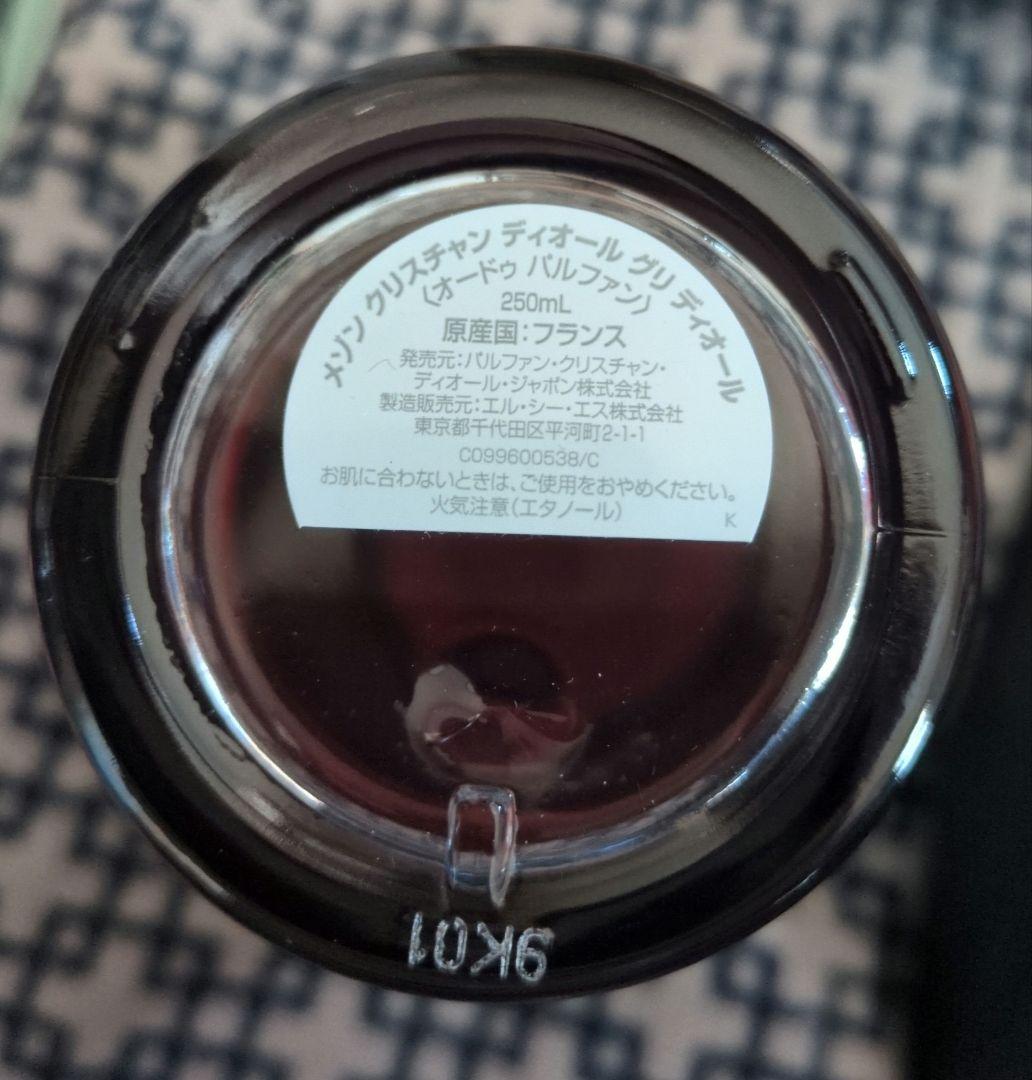 メゾン クリスチャン ディオール グリ ディオール
〈オードゥ パルファン〉
250mL
原産国：フランス
発売元：パルファン・クリスチャン・
ディオール・ジャポン株式会社
製造販売元：エル・シー・エス株式会社
東京都千代田区平河町2-1-1
C099600538/C
お肌に合わないときは、ご使用をおやめください。
火気注意（エタノール）
K
9K01